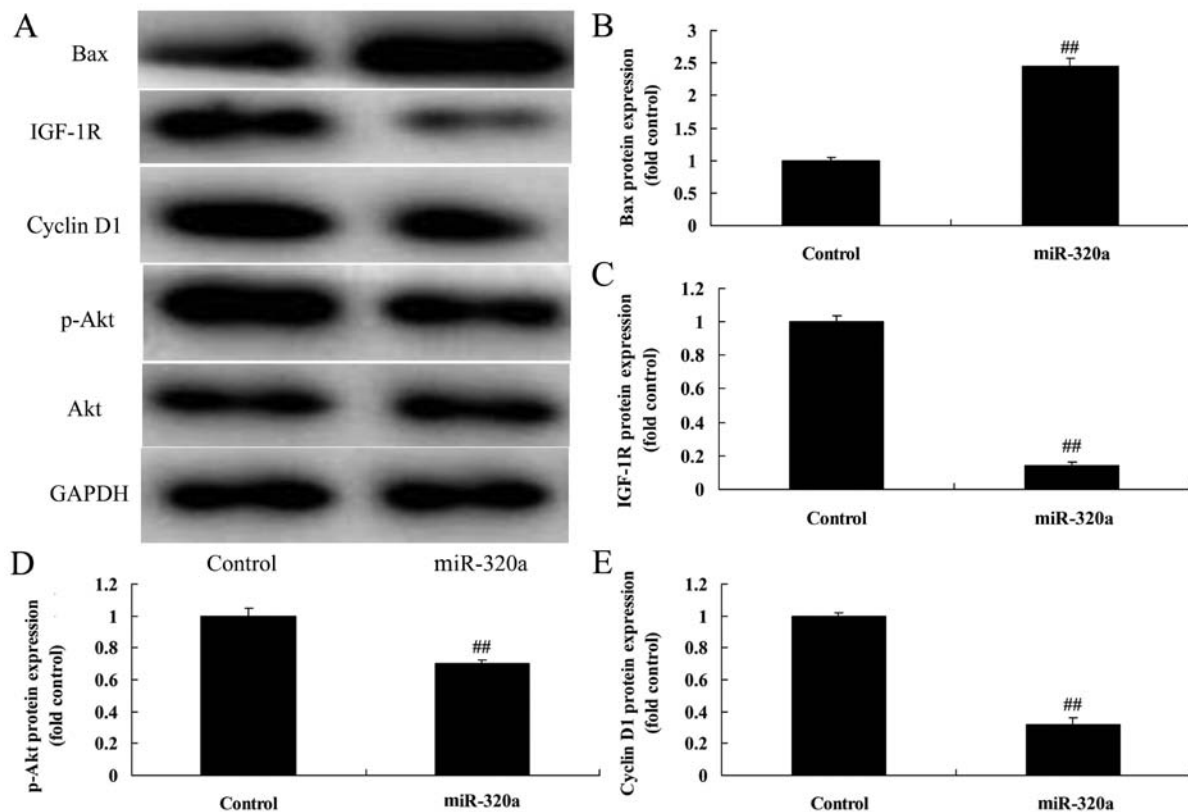 A
Bax
IGF-1R
Cyclin D1
p-Akt
Akt
GAPDH
Control miR-320a
B
Bax protein expression
(fold control)
3
2.5
2
1.5
1
0.5
0
##
Control miR-320a
C
IGF-1R protein expression
(fold control)
1.2
1
0.8
0.6
0.4
0.2
0
##
Control miR-320a
D
p-Akt protein expression
(fold control)
1.2
1
0.8
0.6
0.4
0.2
0
##
Control miR-320a
E
Cyclin D1 protein expression
(fold control)
1.2
1
0.8
0.6
0.4
0.2
0
##
Control miR-320a